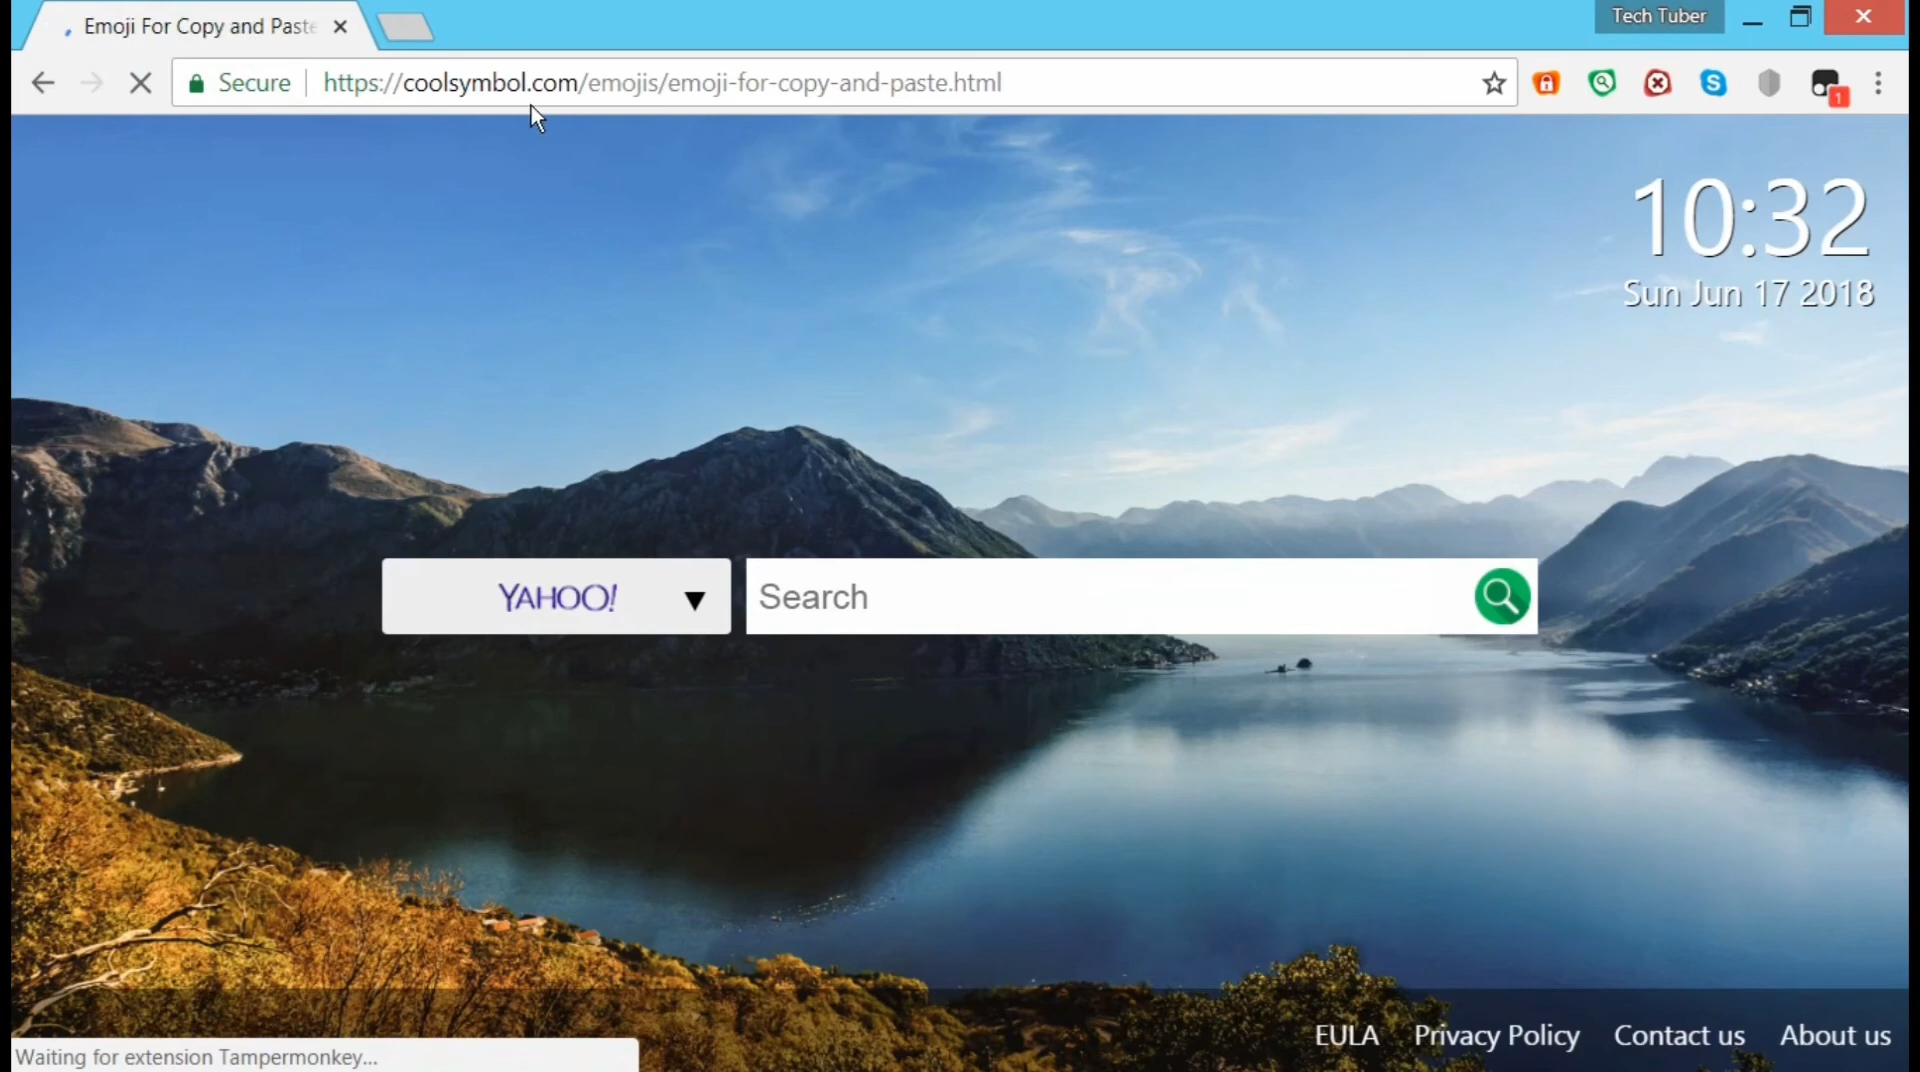 Emoji For Copy and Paste
Tech Tuber
Secure
https://coolsymbol.com/emojis/emoji-for-copy-and-paste.html
S
1
10:32
Sun Jun 17 2018
YAHOO!
Search
EULA
Privacy Policy
Contact us
About us
Waiting for extension Tampermonkey...